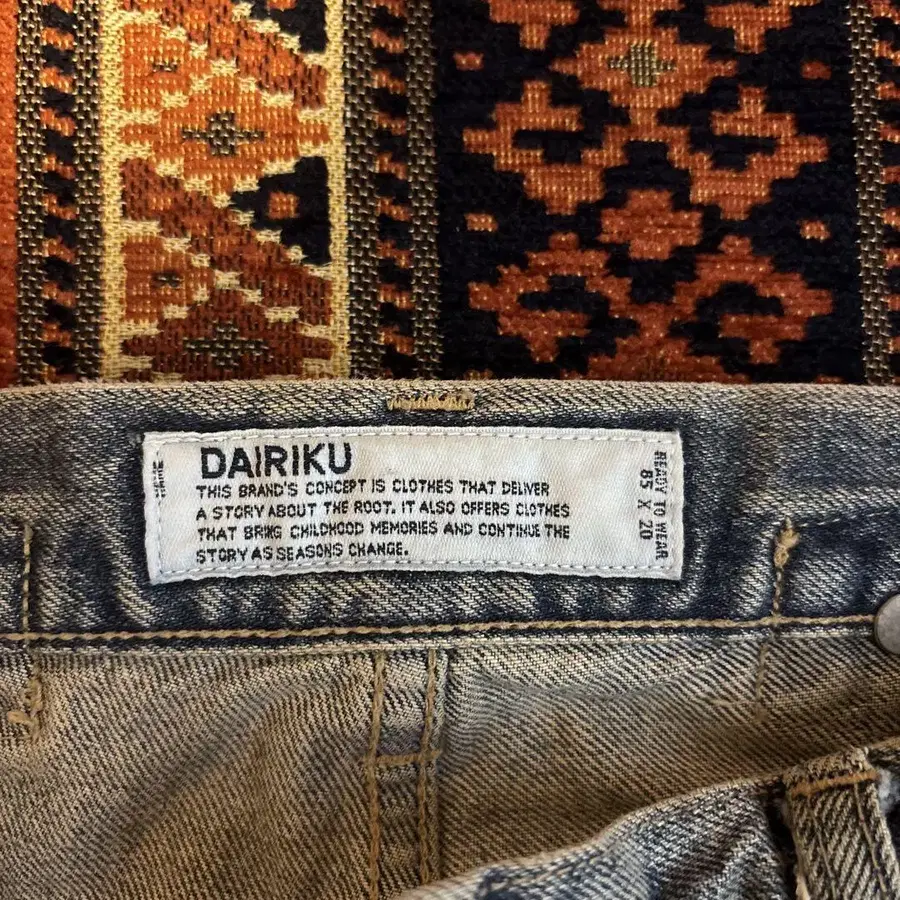 DAIRIKU
THIS BRAND'S CONCEPT IS CLOTHES THAT DELIVER
A STORY ABOUT THE ROOT. IT ALSO OFFERS CLOTHES
THAT BRING CHILDHOOD MEMORIES AND CONTINUE THE
STORY AS SEASONS CHANGE.
READY TO WEAR
85 X 20